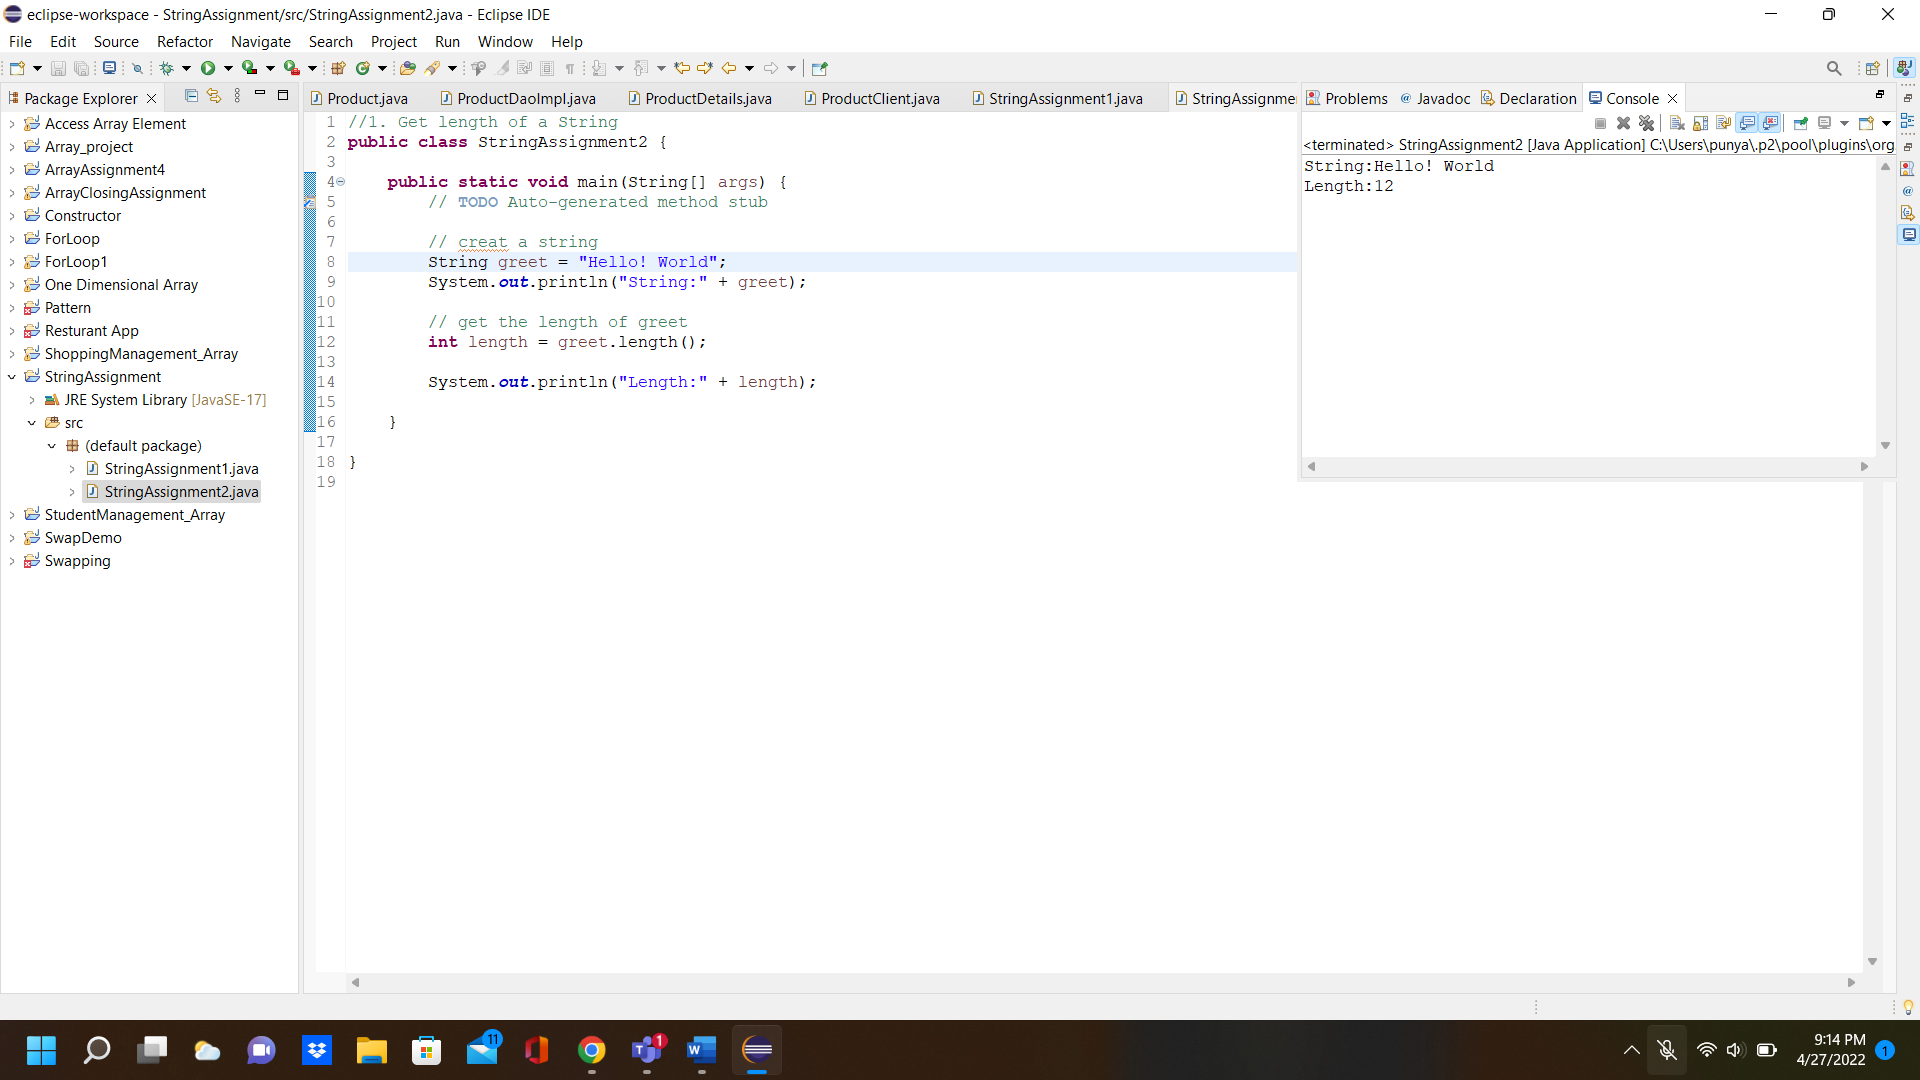 eclipse-workspace - StringAssignment/src/StringAssignment2.java - Eclipse IDE
File Edit Source Refactor Navigate Search Project Run Window Help
Package Explorer
Access Array Element
Array_project
ArrayAssignment4
ArrayClosingAssignment
Constructor
ForLoop
ForLoop1
One Dimensional Array
Pattern
Resturant App
ShoppingManagement_Array
StringAssignment
JRE System Library [JavaSE-17]
src
(default package)
StringAssignment1.java
StringAssignment2.java
StudentManagement_Array
SwapDemo
Swapping
Product.java ProductDaoImpl.java ProductDetails.java ProductClient.java StringAssignment1.java StringAssignme
1 //1. Get length of a String
2 public class StringAssignment2 {
3
4 public static void main(String[] args) {
5 // TODO Auto-generated method stub
6
7 // creat a string
8 String greet = "Hello! World";
9 System.out.println("String:" + greet);
10
11 // get the length of greet
12 int length = greet.length();
13
14 System.out.println("Length:" + length);
15
16 }
17
18 }
19
Problems @ Javadoc Declaration Console
<terminated> StringAssignment2 [Java Application] C:\Users\punya\.p2\pool\plugins\org
String:Hello! World
Length:12
11
1
9:14 PM
4/27/2022
1